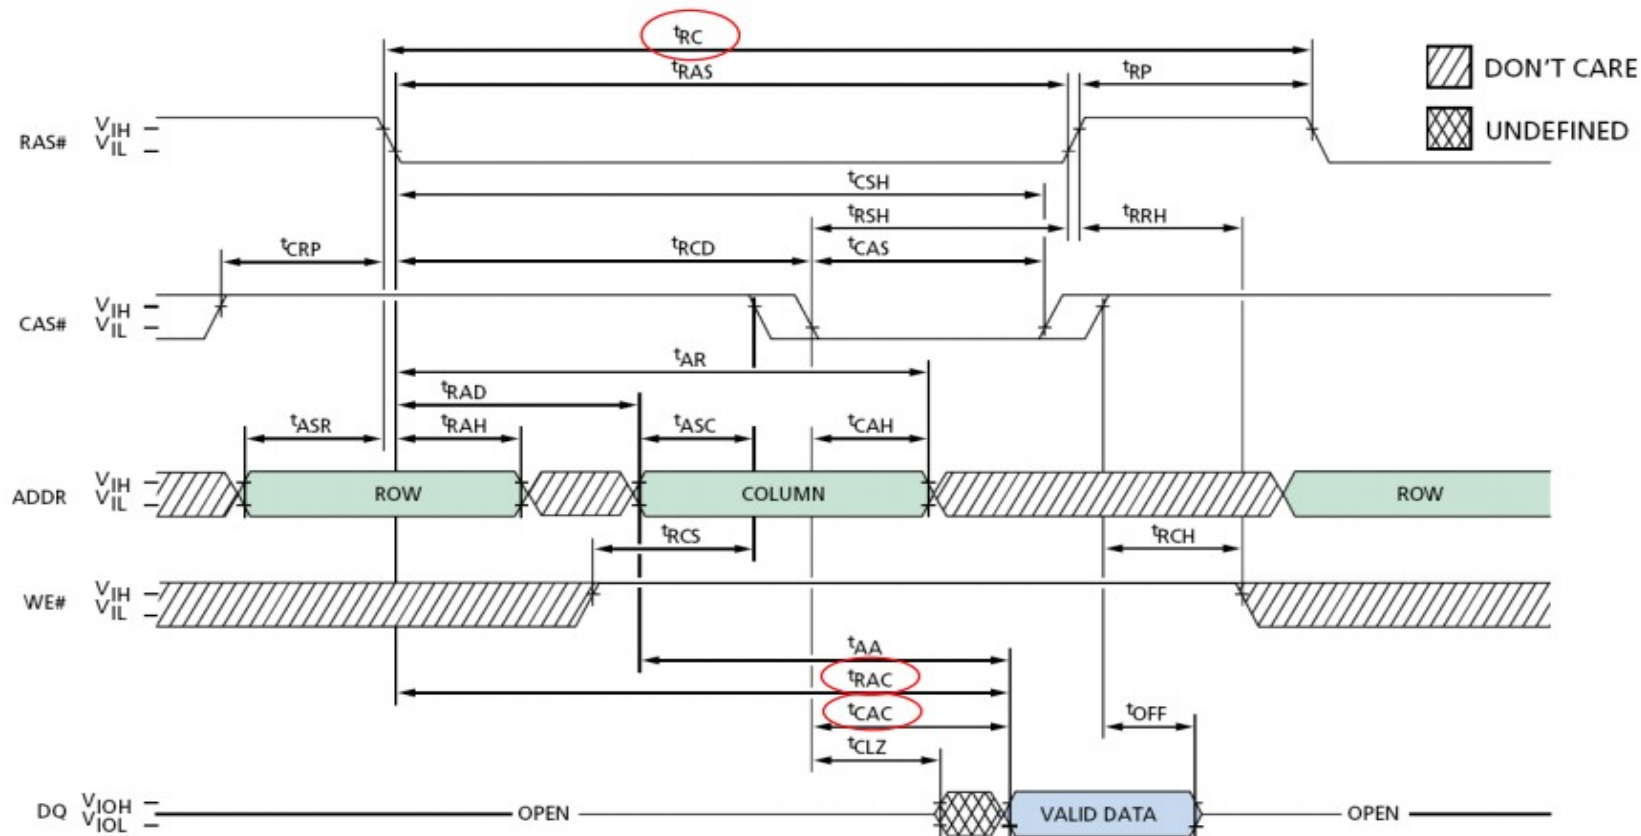 tRC
tRAS
tRP
DON'T CARE
RAS#
VIH
VIL
UNDEFINED
tCSH
tRSH
tRRH
tCRP
tRCD
tCAS
CAS#
VIH
VIL
tAR
tRAD
tASR
tRAH
tASC
tCAH
ADDR
VIH
VIL
ROW
COLUMN
ROW
tRCS
tRCH
WE#
VIH
VIL
tAA
tRAC
tCAC
tOFF
tCLZ
DQ
VIOH
VIOL
OPEN
VALID DATA
OPEN